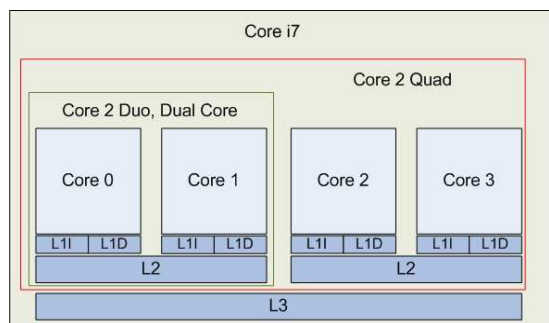 Core i7
Core 2 Quad
Core 2 Duo, Dual Core
Core 0
Core 1
Core 2
Core 3
L1I
L1D
L1I
L1D
L1I
L1D
L1I
L1D
L2
L2
L3